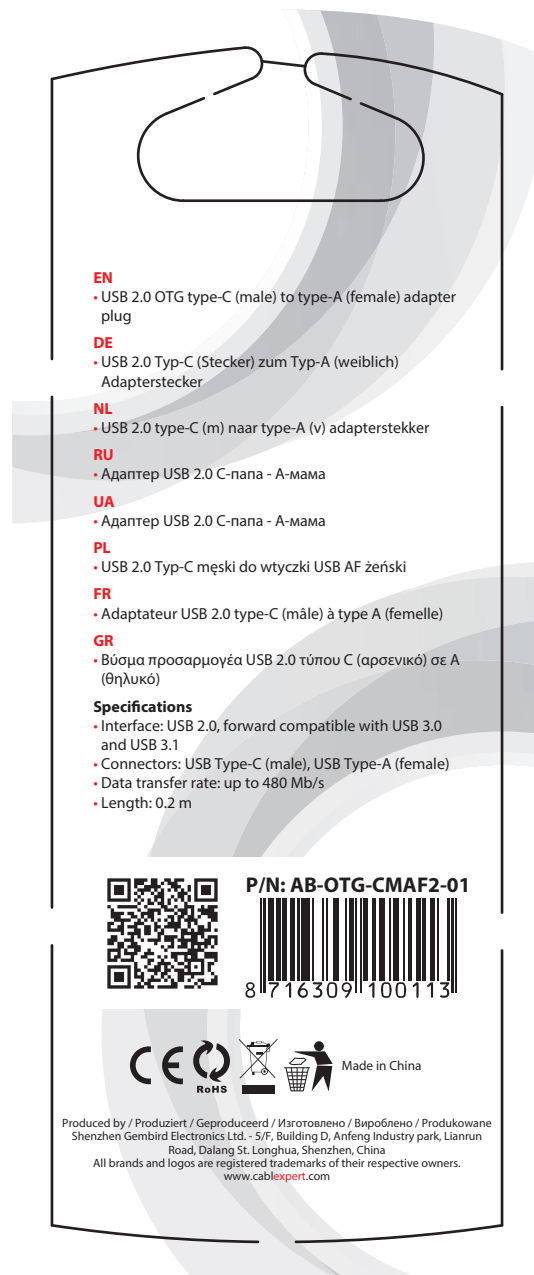 EN
• USB 2.0 OTG type-C (male) to type-A (female) adapter
plug
DE
• USB 2.0 Typ-C (Stecker) zum Typ-A (weiblich)
Adapterstecker
NL
• USB 2.0 type-C (m) naar type-A (v) adapterstekker
RU
• Адаптер USB 2.0 C-папа - A-мама
UA
• Адаптер USB 2.0 C-папа - A-мама
PL
• USB 2.0 Typ-C męski do wtyczki USB AF żeński
FR
• Adaptateur USB 2.0 type-C (mâle) à type A (femelle)
GR
• Βύσμα προσαρμογέα USB 2.0 τύπου C (αρσενικό) σε A
(θηλυκό)
Specifications
• Interface: USB 2.0, forward compatible with USB 3.0
and USB 3.1
• Connectors: USB Type-C (male), USB Type-A (female)
• Data transfer rate: up to 480 Mb/s
• Length: 0.2 m
P/N: AB-OTG-CMAF2-01
8 716309 100113
CE
RoHS
Made in China
Produced by / Produziert / Geproduceerd / Изготовлено / Вироблено / Produkowane
Shenzhen Gembird Electronics Ltd. - 5/F, Building D, Anfeng Industry park, Lianrun
Road, Dalang St. Longhua, Shenzhen, China
All brands and logos are registered trademarks of their respective owners.
www.cablexpert.com